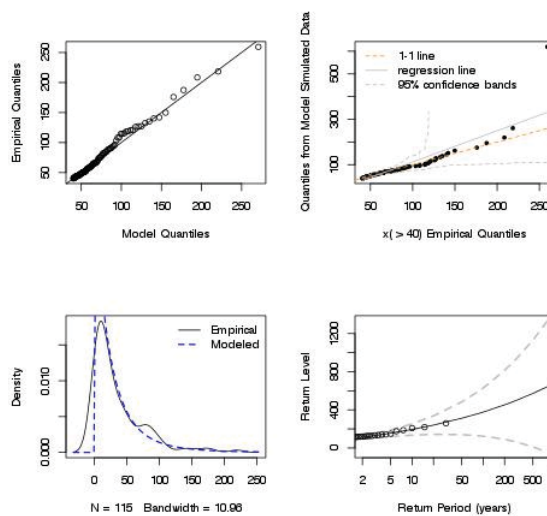 Empirical Quantiles
50 100 150 200 250
50 100 150 200 250
Model Quantiles
Quantiles from Model Simulated Data
100 300 500
1-1 line
regression line
95% confidence bands
50 100 150 200 250
x( > 40) Empirical Quantiles
Density
0.000 0.010
Empirical
Modeled
0 50 100 150 200 250
N = 115 Bandwidth = 10.96
Return Level
0 400 800 1200
2 5 10 50 100 500
Return Period (years)